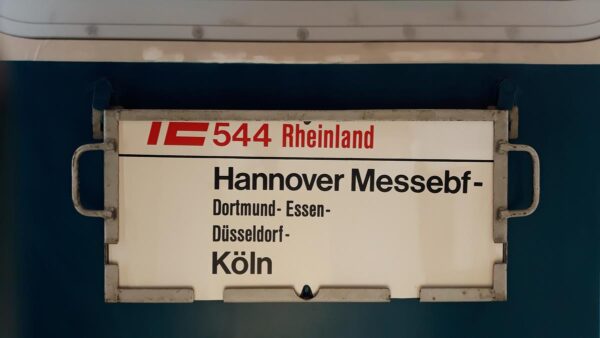 IC 544 Rheinland
Hannover Messebf-
Dortmund- Essen-
Düsseldorf-
Köln